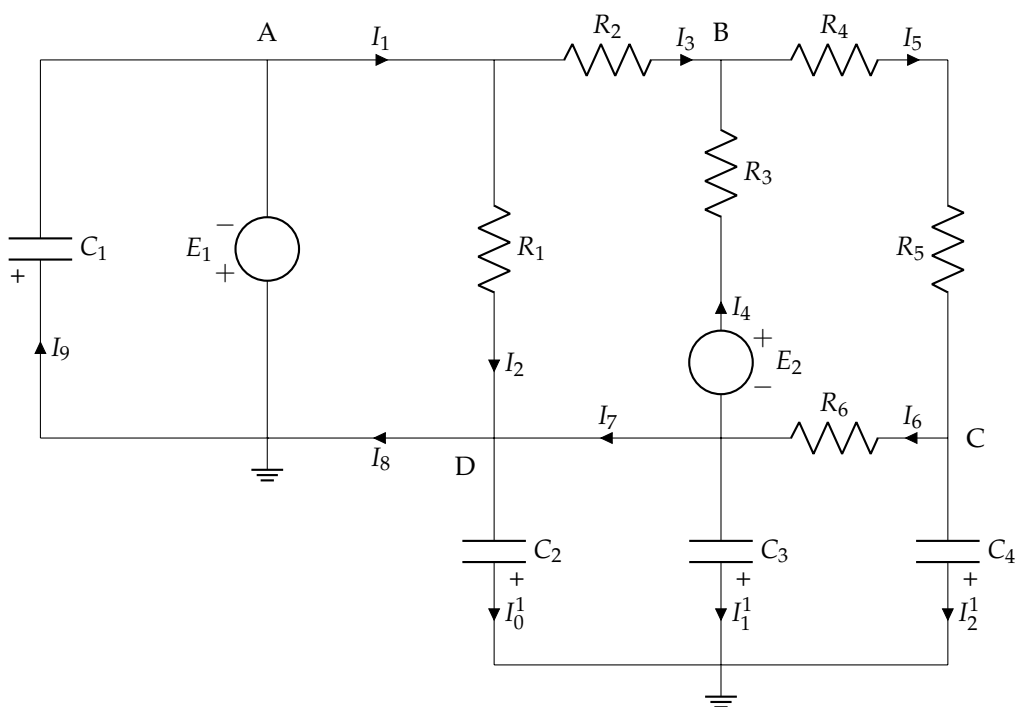 A I₁ R₂ I₃ B R₄ I₅
R₃
C₁ + − E₁ + R₁ R₅
I₉ I₂ I₄ + E₂ −
R₆ I₆ C
I₇
I₈ D
C₂ + C₃ + C₄ +
I₀¹ I₁¹ I₂¹